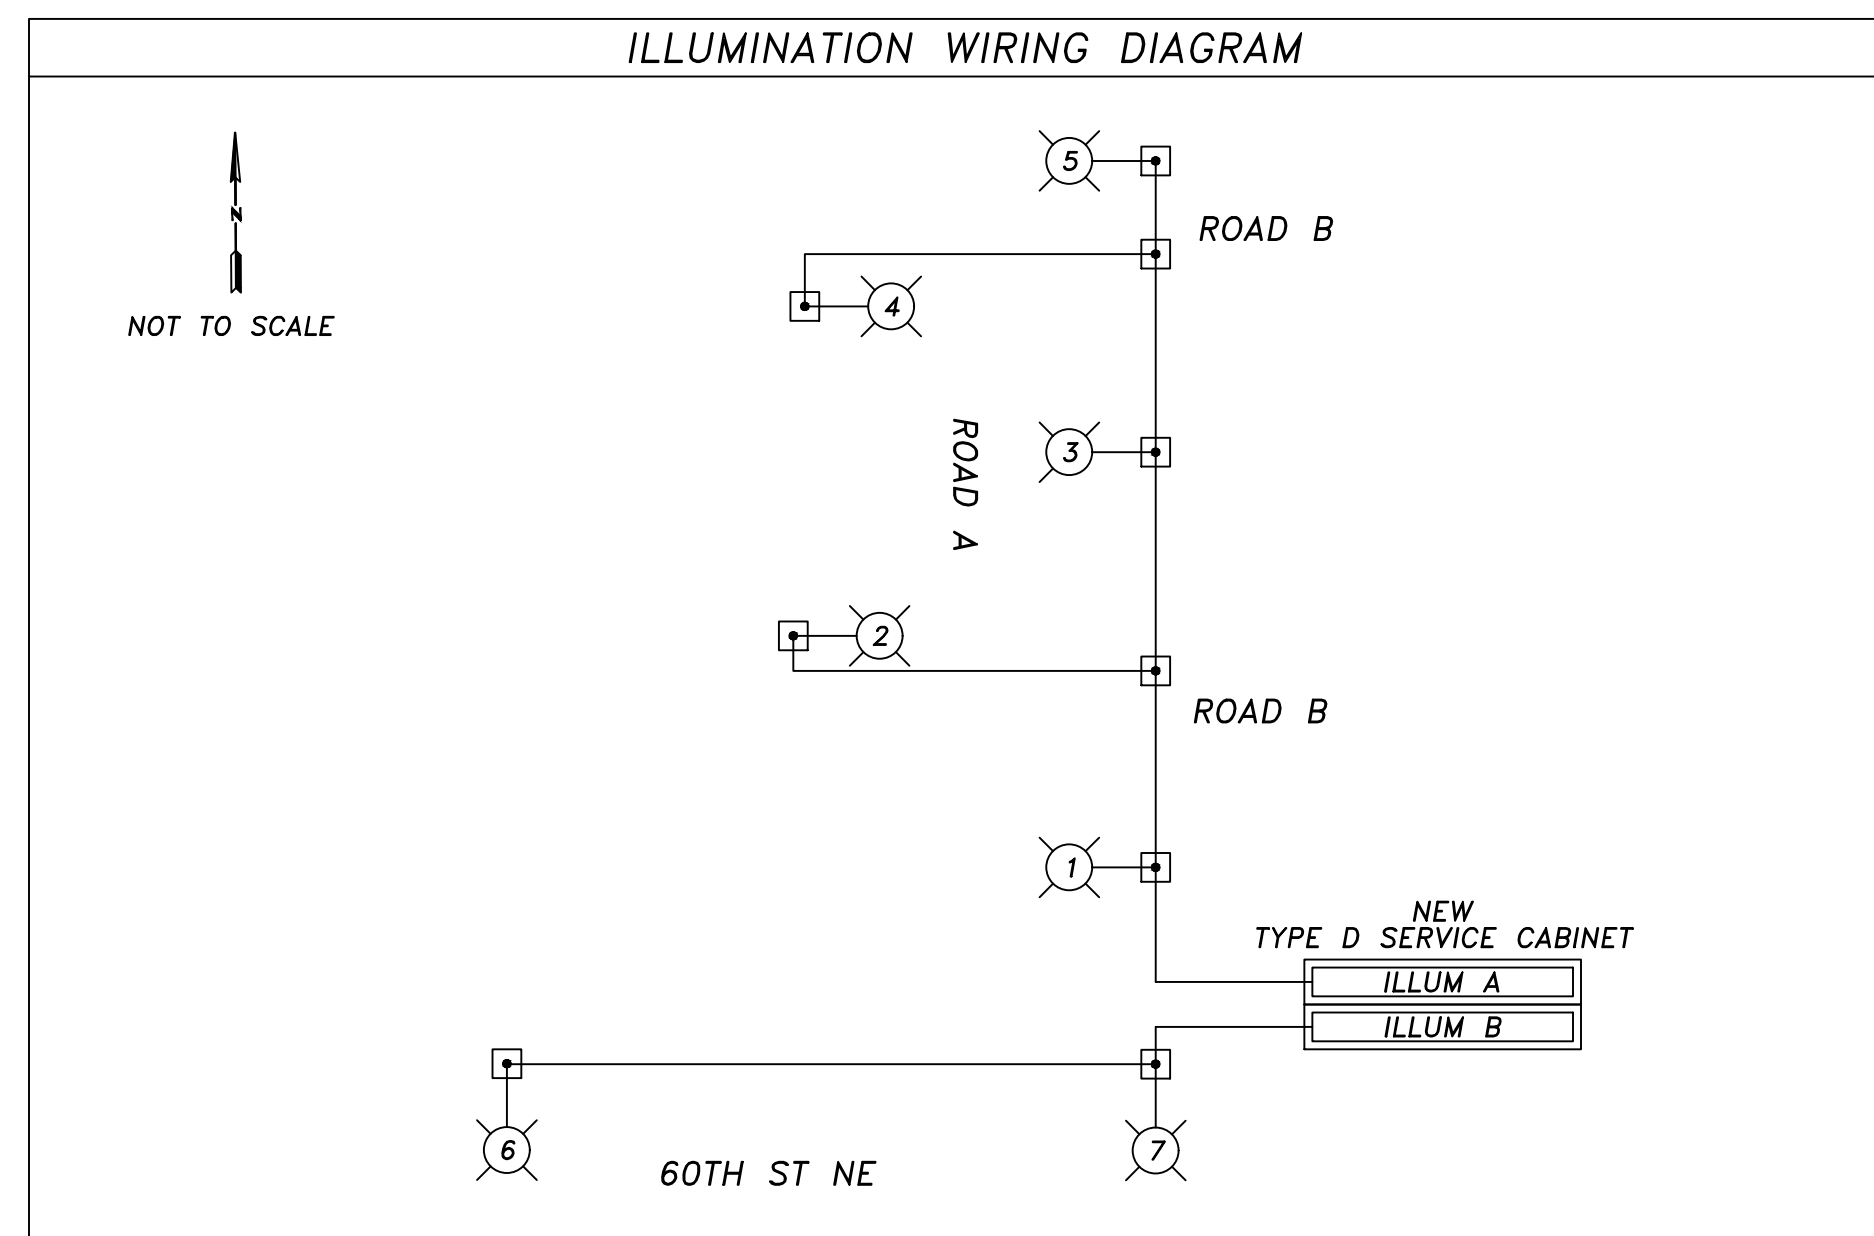 ILLUMINATION WIRING DIAGRAM
N
NOT TO SCALE
5
ROAD B
4
ROAD A
3
2
ROAD B
1
NEW
TYPE D SERVICE CABINET
ILLUM A
ILLUM B
6
7
60TH ST NE